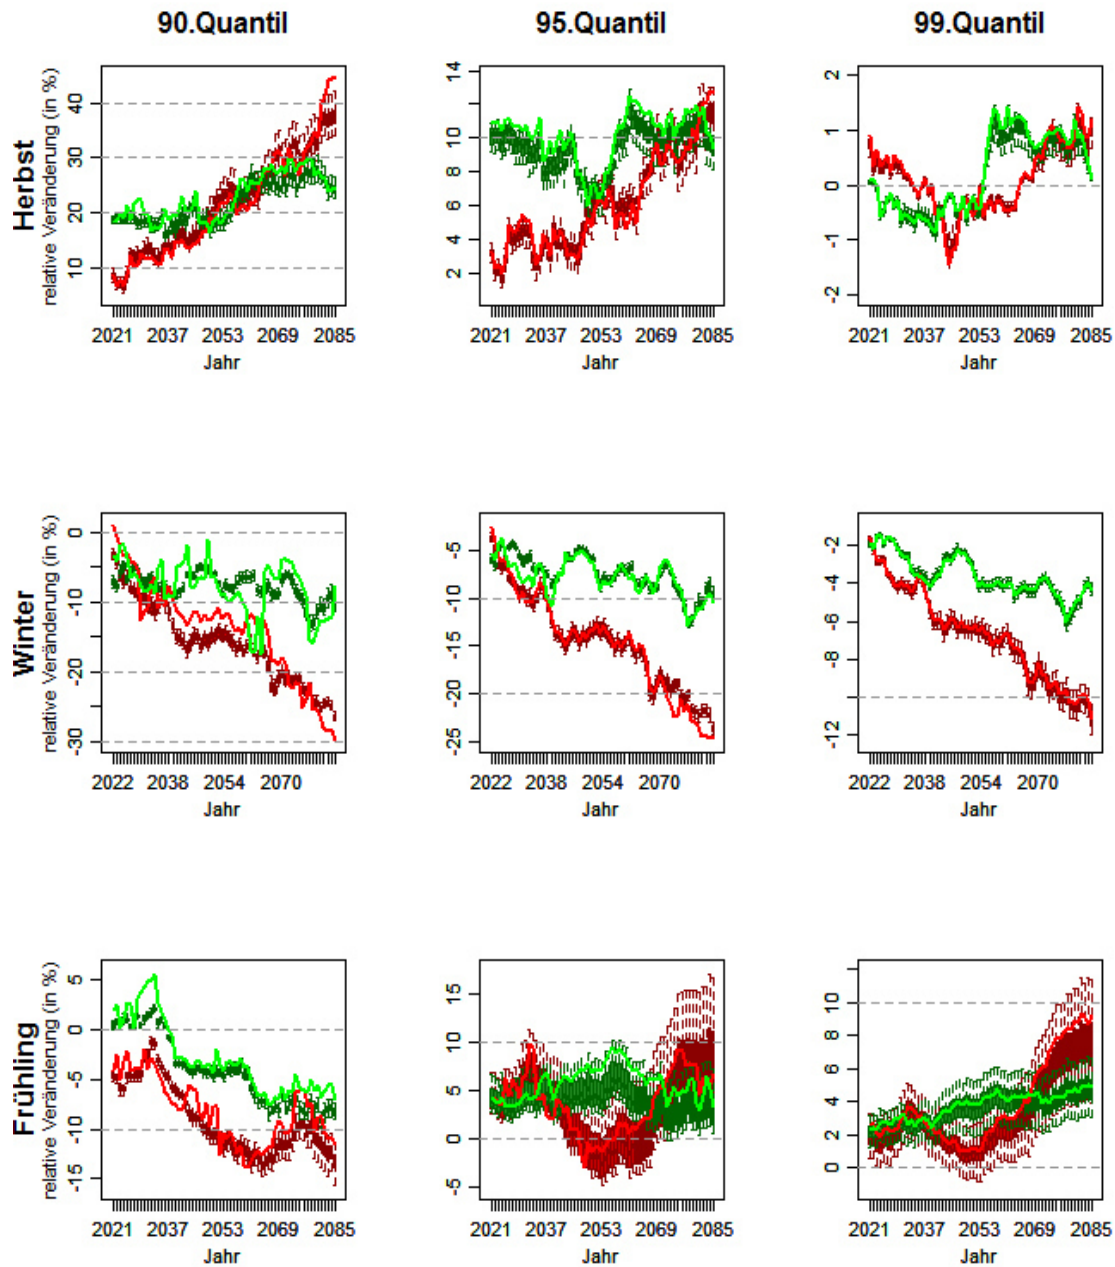 90.Quantil 95.Quantil 99.Quantil
Herbst
relative Veränderung (in %)
10 20 30 40
2021 2037 2053 2069 2085
Jahr
2 4 6 8 10 14
2021 2037 2053 2069 2085
Jahr
-2 -1 0 1 2
2021 2037 2053 2069 2085
Jahr
Winter
relative Veränderung (in %)
-30 -20 -10 0
2022 2038 2054 2070
Jahr
-25 -20 -15 -10 -5
2022 2038 2054 2070
Jahr
-12 -8 -6 -4 -2
2022 2038 2054 2070
Jahr
Frühling
relative Veränderung (in %)
-15 -10 -5 0 5
2021 2037 2053 2069 2085
Jahr
-5 0 5 10 15
2021 2037 2053 2069 2085
Jahr
0 2 4 6 8 10
2021 2037 2053 2069 2085
Jahr